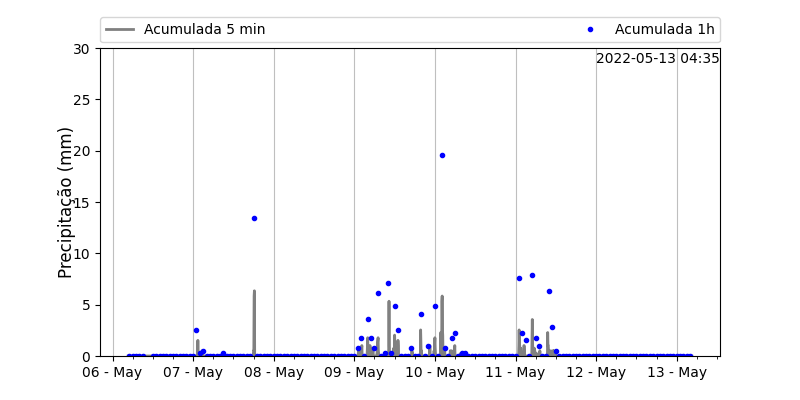 Acumulada 5 min
Acumulada 1h
2022-05-13 04:35
Precipitação (mm)
30
25
20
15
10
5
0
06 - May 07 - May 08 - May 09 - May 10 - May 11 - May 12 - May 13 - May